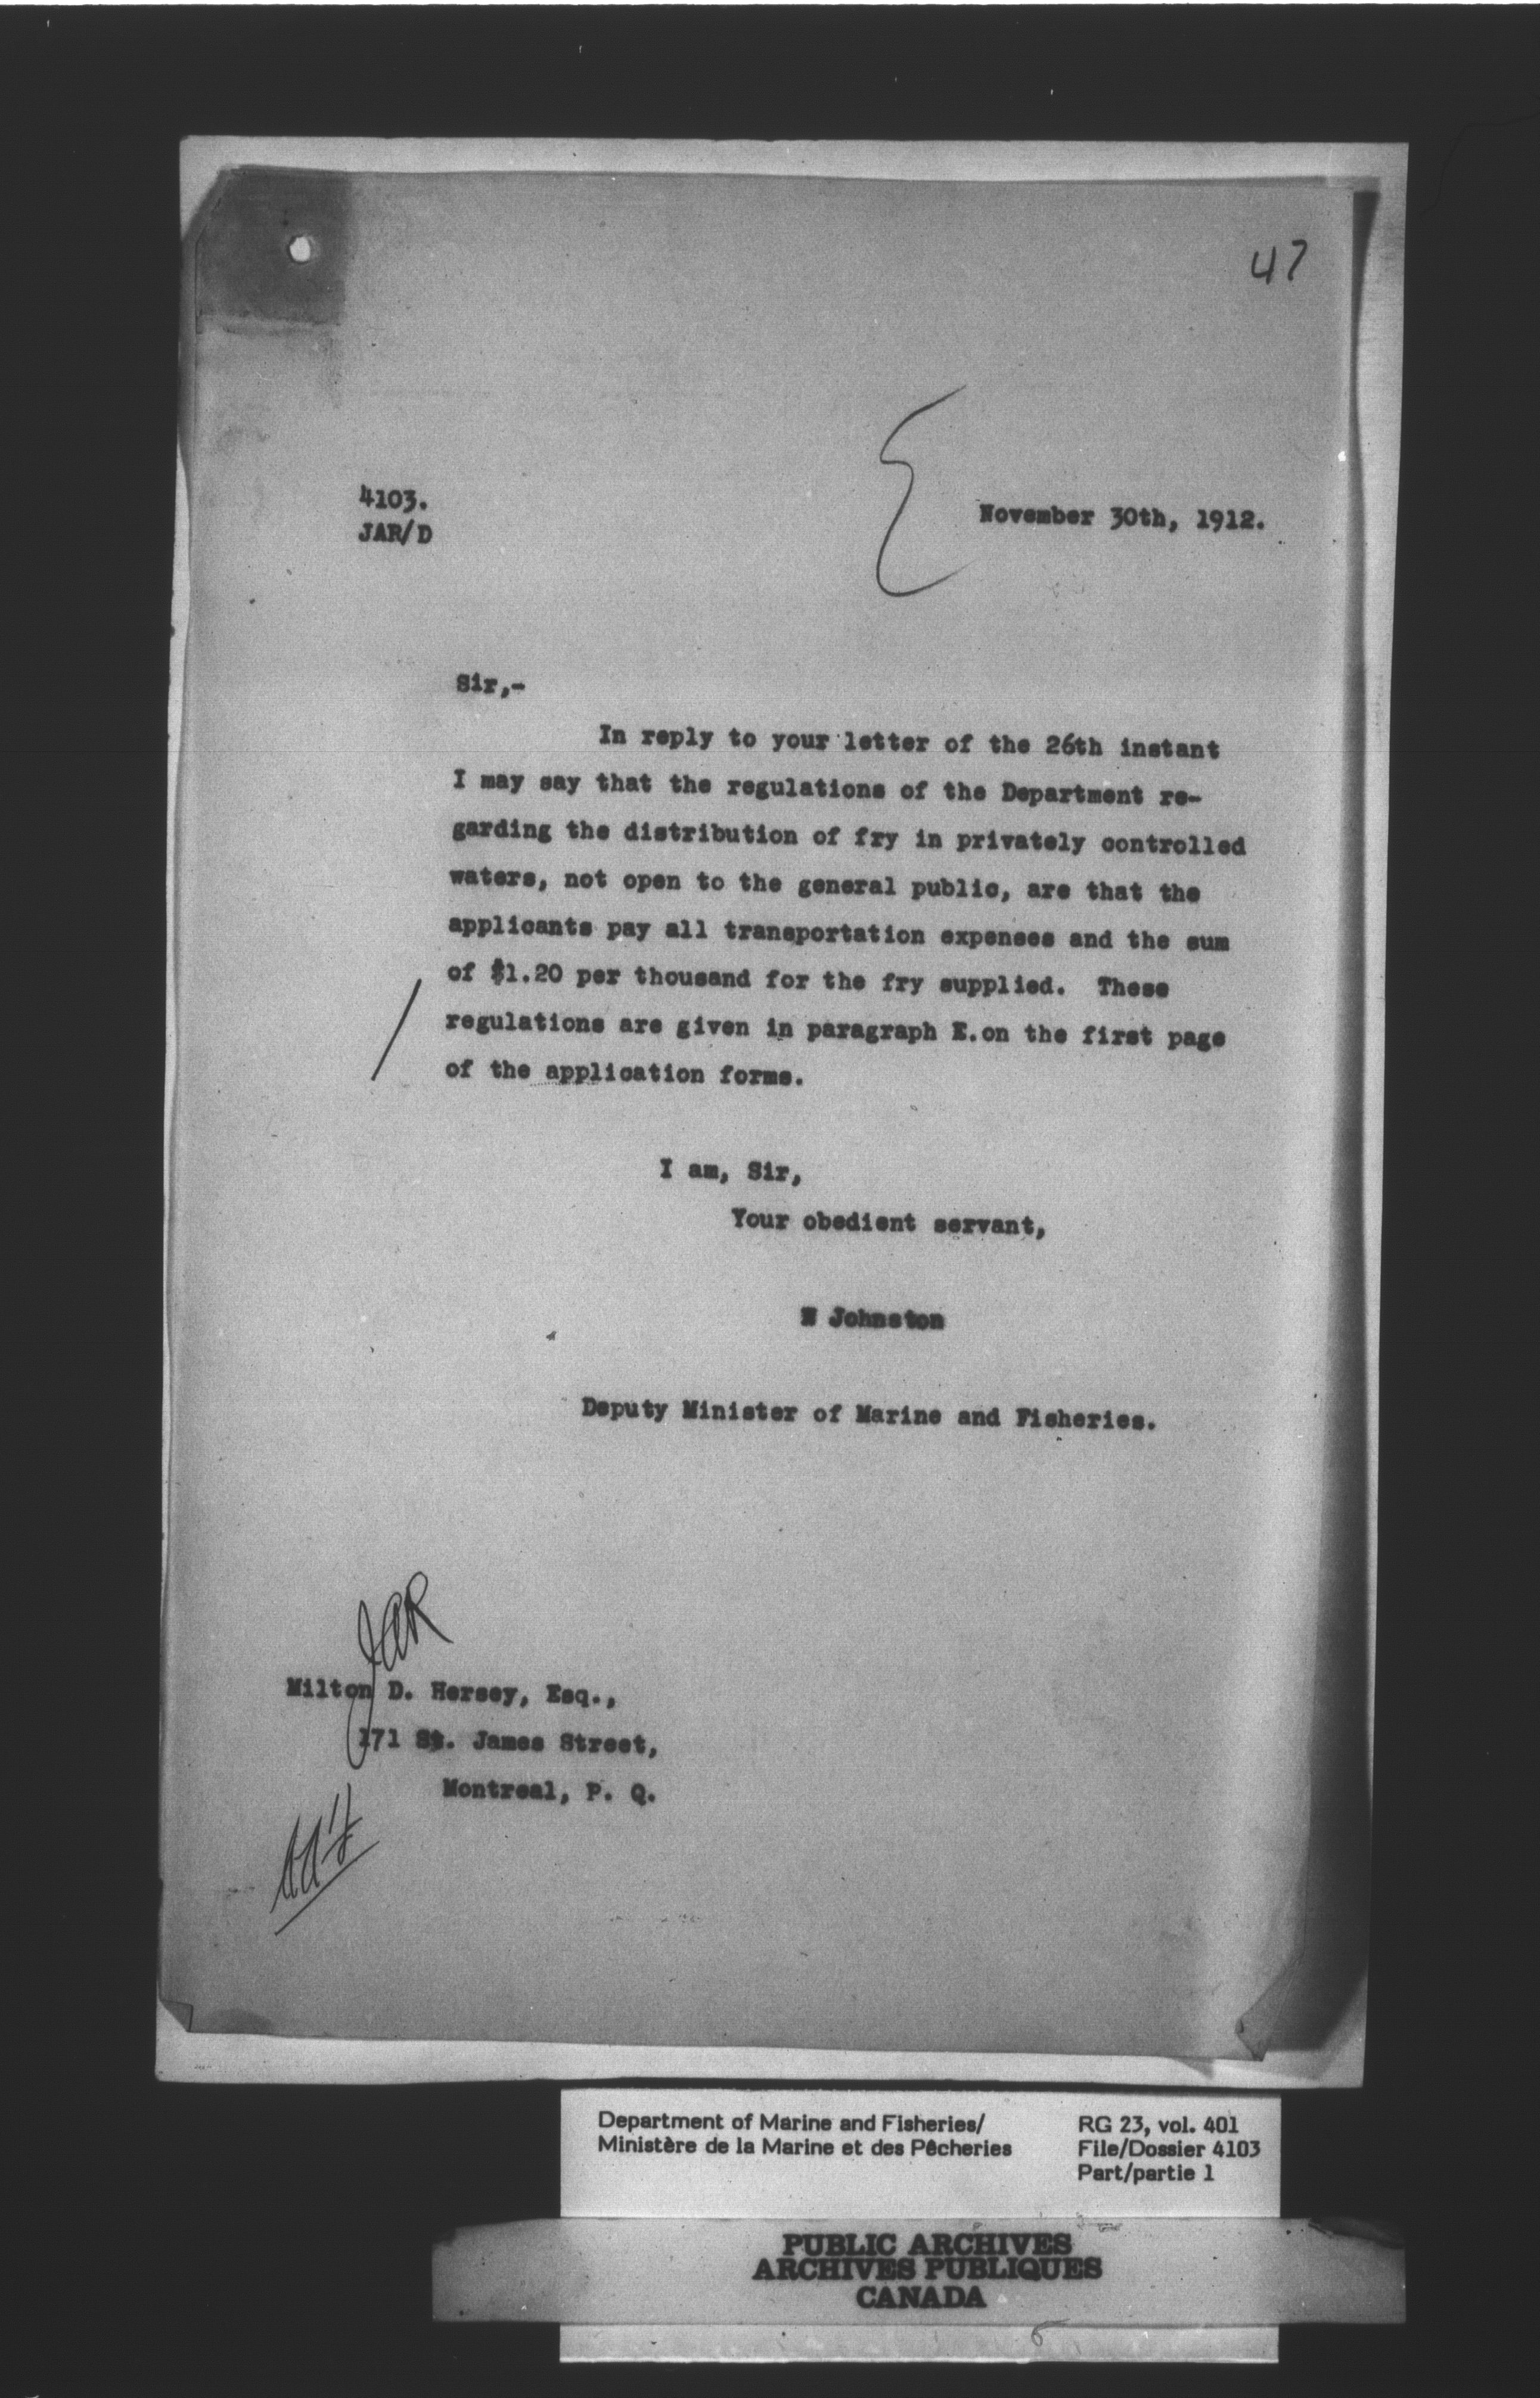 47
4103.
JAR/D
November 30th, 1912.
Sir,-
In reply to your letter of the 26th instant
I may say that the regulations of the Department re-
garding the distribution of fry in privately controlled
waters, not open to the general public, are that the
applicants pay all transportation expenses and the sum
of $1.20 per thousand for the fry supplied. These
regulations are given in paragraph E.on the first page
of the application forms.
I am, Sir,
Your obedient servant,
Johnston
Deputy Minister of Marine and Fisheries.
JAR
Milton D. Hersey, Esq.,
171 St. James Street,
Montreal, P. Q.
Department of Marine and Fisheries/
Ministère de la Marine et des Pêcheries
RG 23, vol. 401
File/Dossier 4103
Part/partie 1
PUBLIC ARCHIVES
ARCHIVES PUBLIQUES
CANADA